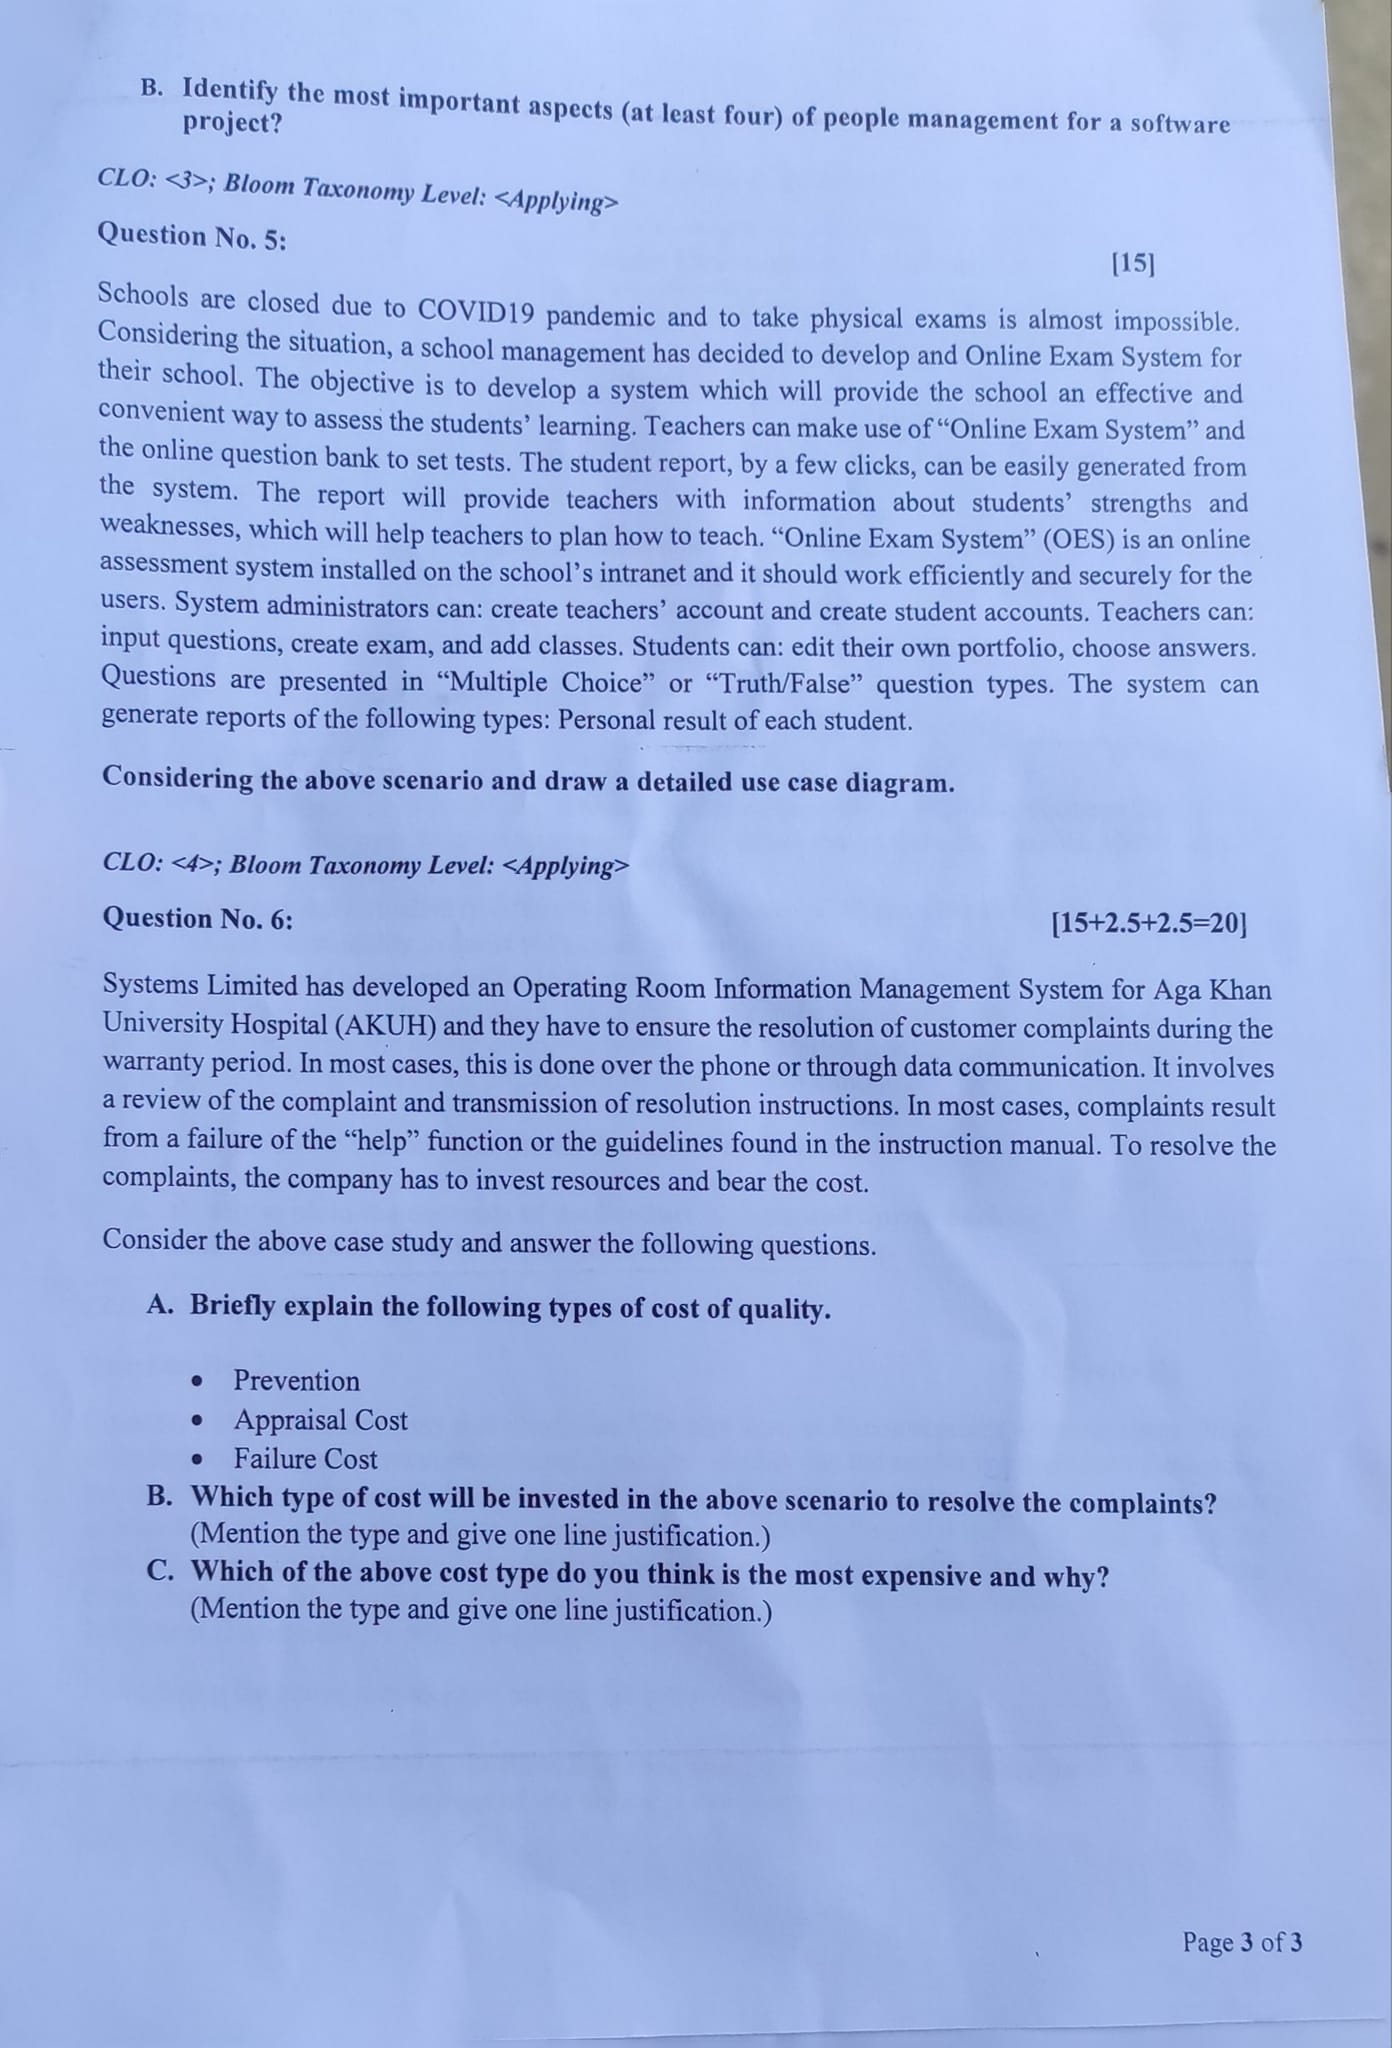 B. Identify the most important aspects (at least four) of people management for a software
project?
CLO: <3>; Bloom Taxonomy Level: <Applying>
Question No. 5:
[15]
Schools are closed due to COVID19 pandemic and to take physical exams is almost impossible.
Considering the situation, a school management has decided to develop and Online Exam System for
their school. The objective is to develop a system which will provide the school an effective and
convenient way to assess the students’ learning. Teachers can make use of “Online Exam System” and
the online question bank to set tests. The student report, by a few clicks, can be easily generated from
the system. The report will provide teachers with information about students’ strengths and
weaknesses, which will help teachers to plan how to teach. “Online Exam System” (OES) is an online
assessment system installed on the school’s intranet and it should work efficiently and securely for the
users. System administrators can: create teachers’ account and create student accounts. Teachers can:
input questions, create exam, and add classes. Students can: edit their own portfolio, choose answers.
Questions are presented in “Multiple Choice” or “Truth/False” question types. The system can
generate reports of the following types: Personal result of each student.
Considering the above scenario and draw a detailed use case diagram.
CLO: <4>; Bloom Taxonomy Level: <Applying>
Question No. 6:
[15+2.5+2.5=20]
Systems Limited has developed an Operating Room Information Management System for Aga Khan
University Hospital (AKUH) and they have to ensure the resolution of customer complaints during the
warranty period. In most cases, this is done over the phone or through data communication. It involves
a review of the complaint and transmission of resolution instructions. In most cases, complaints result
from a failure of the “help” function or the guidelines found in the instruction manual. To resolve the
complaints, the company has to invest resources and bear the cost.
Consider the above case study and answer the following questions.
A. Briefly explain the following types of cost of quality.
• Prevention
• Appraisal Cost
• Failure Cost
B. Which type of cost will be invested in the above scenario to resolve the complaints?
(Mention the type and give one line justification.)
C. Which of the above cost type do you think is the most expensive and why?
(Mention the type and give one line justification.)
Page 3 of 3